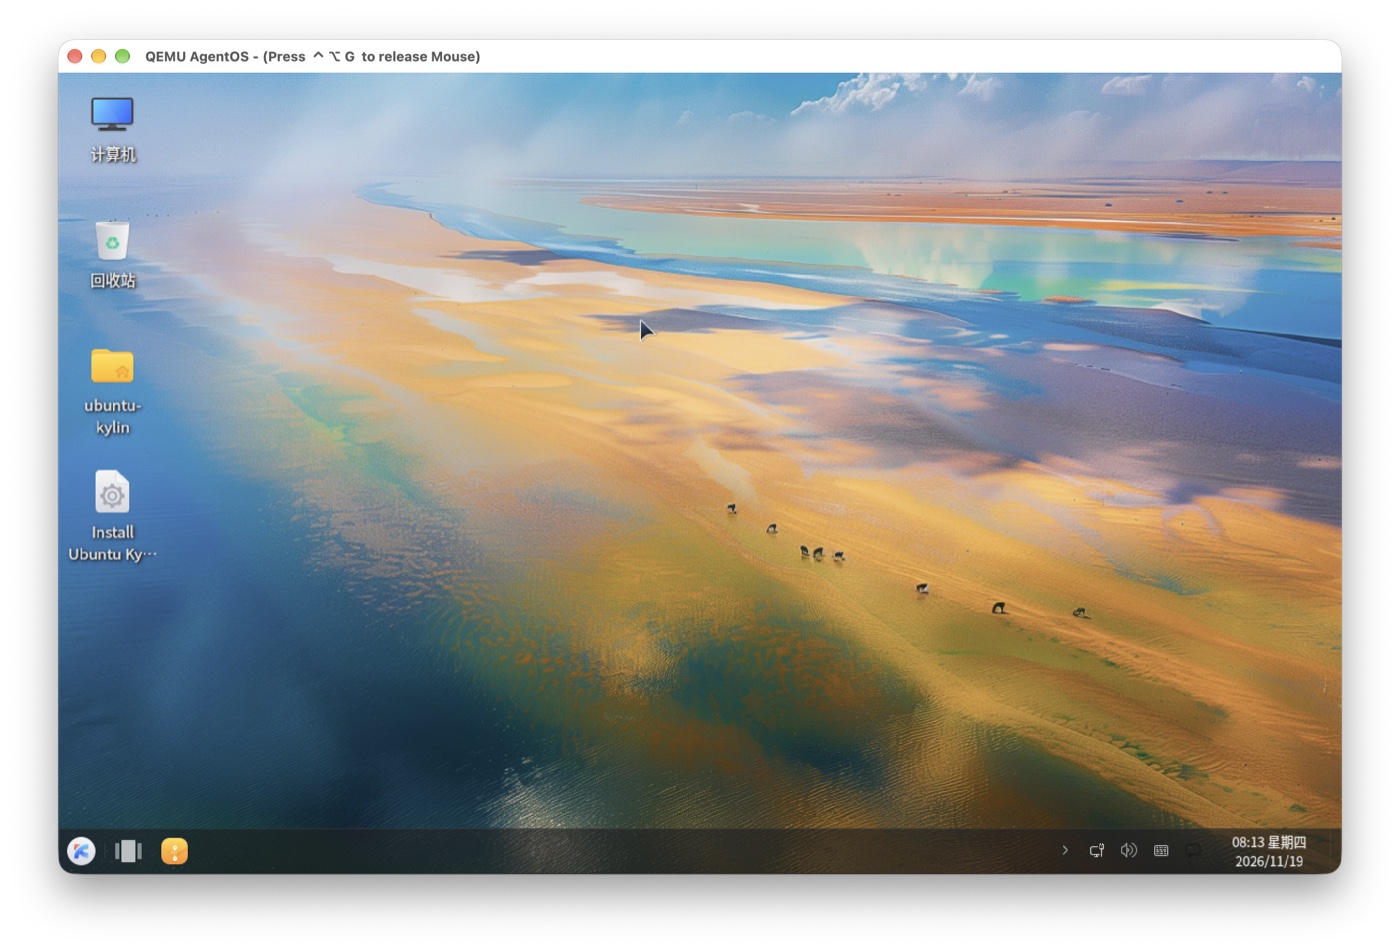 QEMU AgentOS - (Press ⌃⌥G to release Mouse)
计算机
回收站
ubuntu-
kylin
Install
Ubuntu Ky···
08:13 星期四
2026/11/19